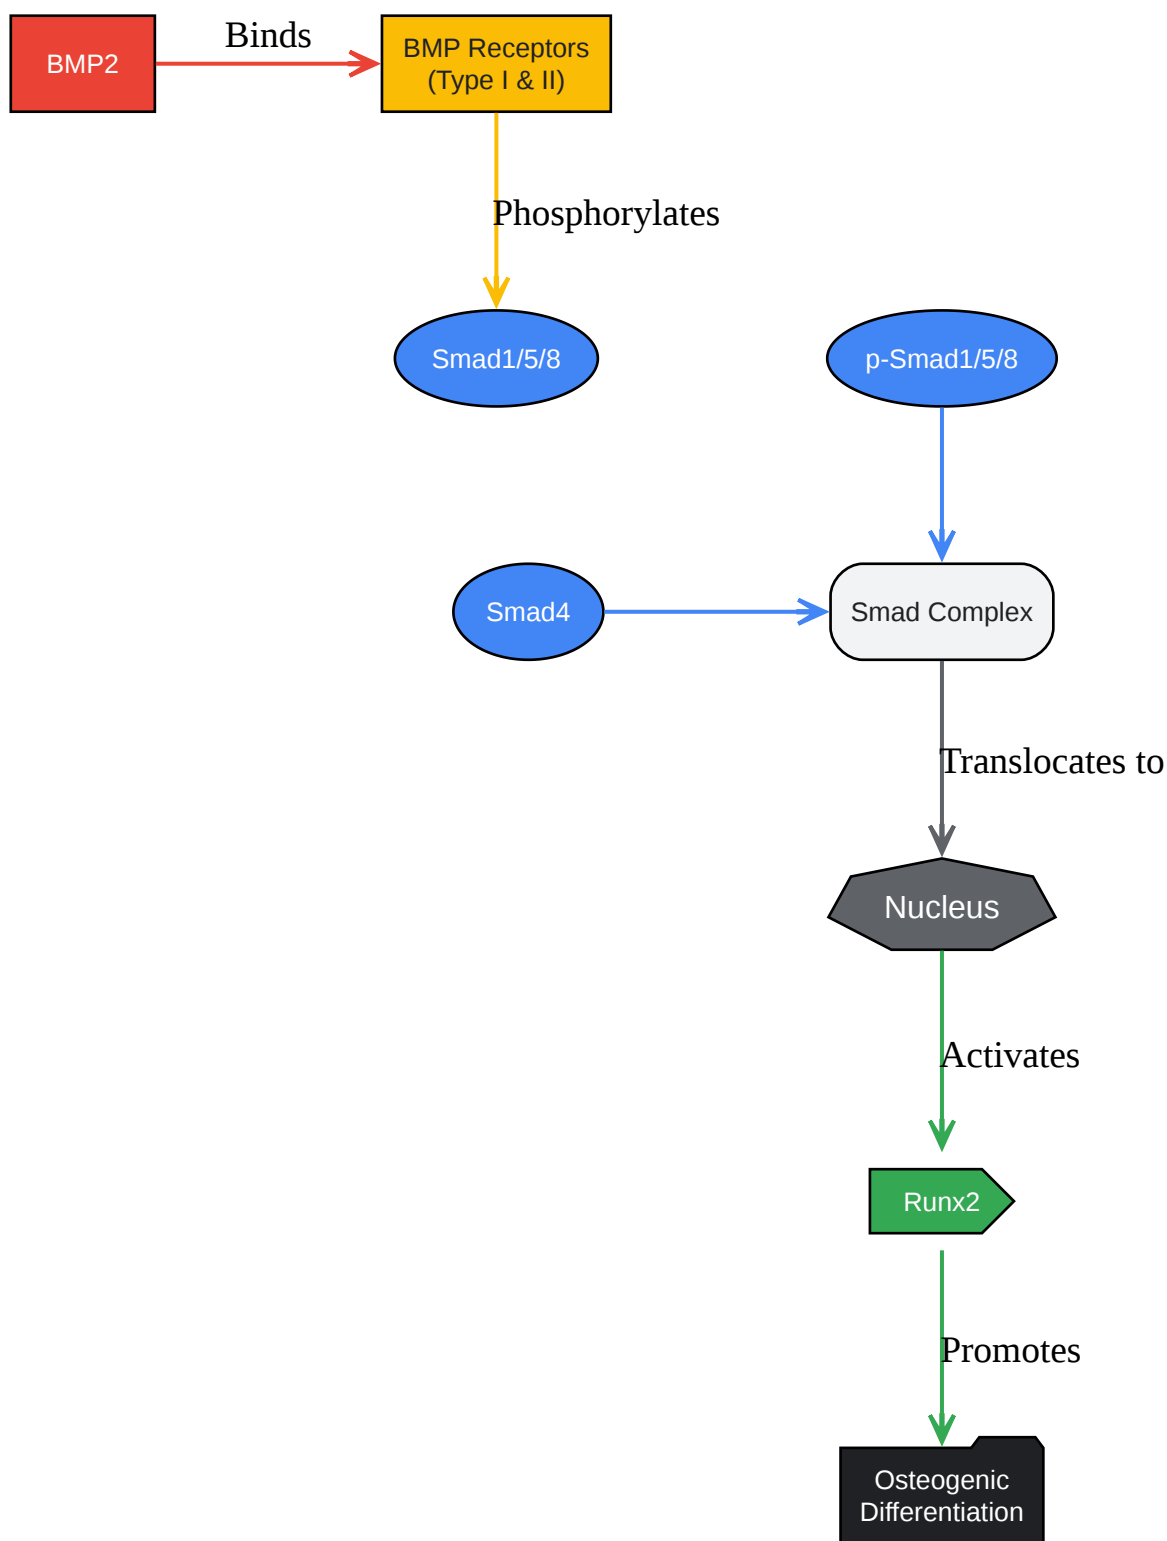 BMP2
Binds
BMP Receptors
(Type I & II)
Phosphorylates
Smad1/5/8
p-Smad1/5/8
Smad4
Smad Complex
Translocates to
Nucleus
Activates
Runx2
Promotes
Osteogenic
Differentiation